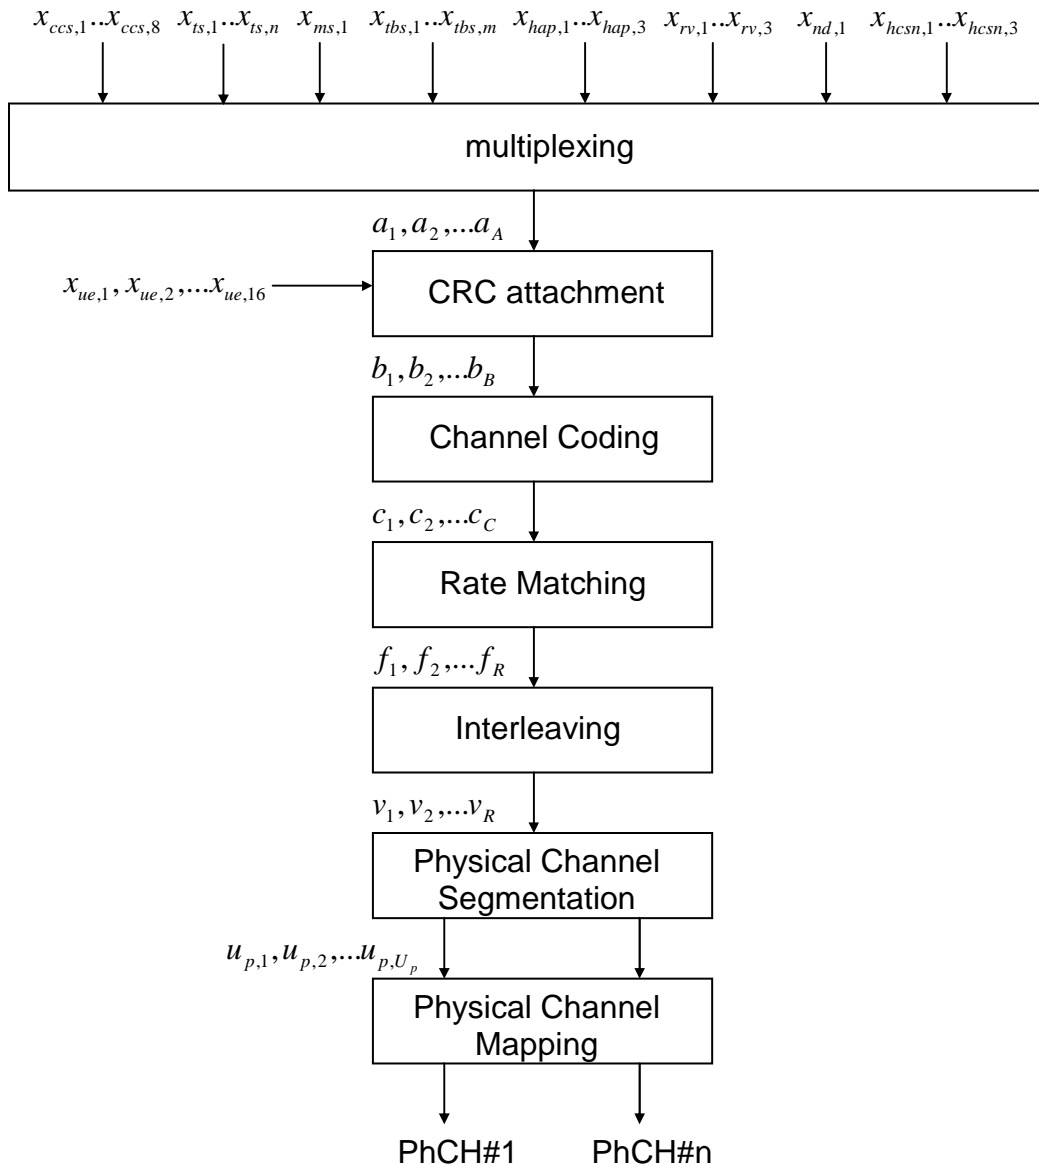 x_{ccs,1}..x_{ccs,8} x_{ts,1}..x_{ts,n} x_{ms,1} x_{tbs,1}..x_{tbs,m} x_{hap,1}..x_{hap,3} x_{rv,1}..x_{rv,3} x_{nd,1} x_{hcsn,1}..x_{hcsn,3}
multiplexing
a_1, a_2,...a_A
x_{ue,1}, x_{ue,2},...x_{ue,16}
CRC attachment
b_1, b_2,...b_B
Channel Coding
c_1, c_2,...c_C
Rate Matching
f_1, f_2,...f_R
Interleaving
v_1, v_2,...v_R
Physical Channel
Segmentation
u_{p,1}, u_{p,2},...u_{p,U_p}
Physical Channel
Mapping
PhCH#1 PhCH#n